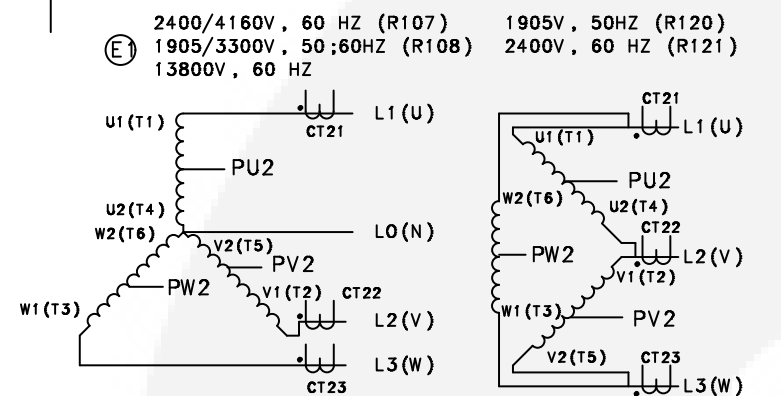 2400/4160V, 60 HZ (R107)
E1 1905/3300V, 50;60HZ (R108)
13800V, 60 HZ
1905V, 50HZ (R120)
2400V, 60 HZ (R121)
U1(T1)
CT21
L1(U)
PU2
U2(T4)
W2(T6)
V2(T5)
L0(N)
PV2
PW2
V1(T2)
CT22
W1(T3)
L2(V)
L3(W)
CT23
CT21
L1(U)
U1(T1)
PU2
W2(T6)
U2(T4)
CT22
PW2
L2(V)
V1(T2)
W1(T3)
PV2
V2(T5)
CT23
L3(W)